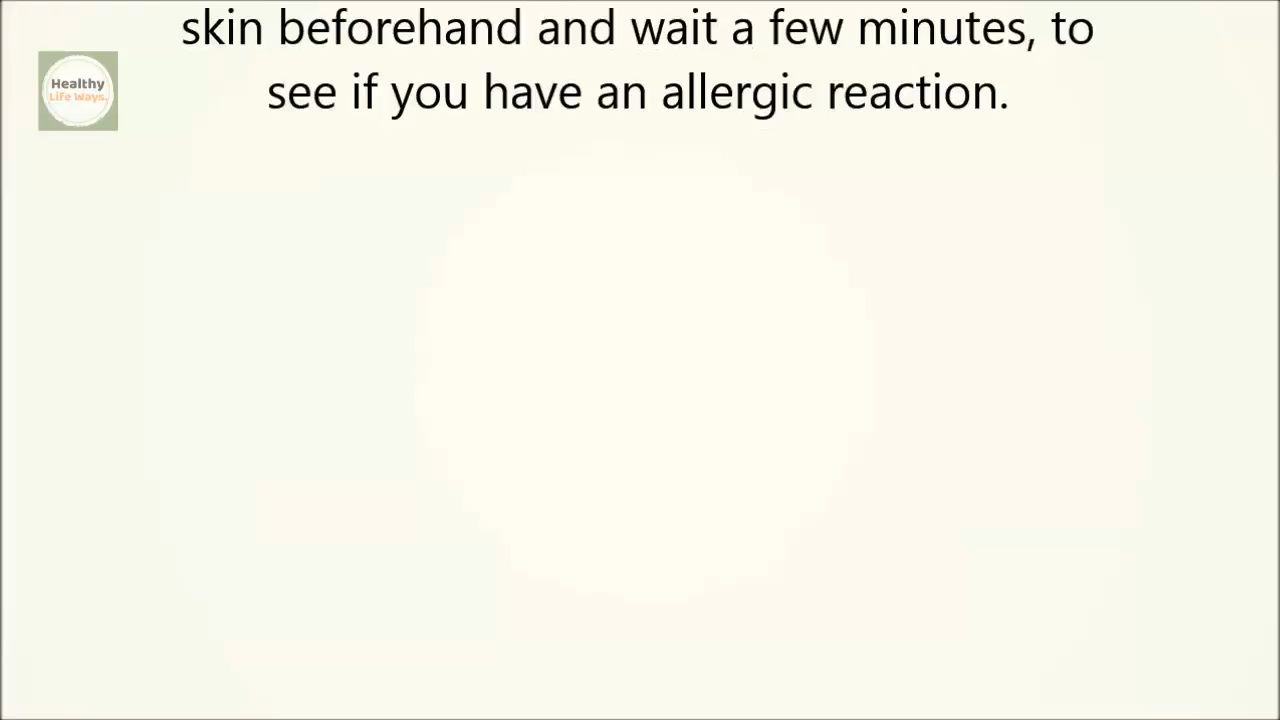 skin beforehand and wait a few minutes, to
see if you have an allergic reaction.
Healthy
Life Ways.